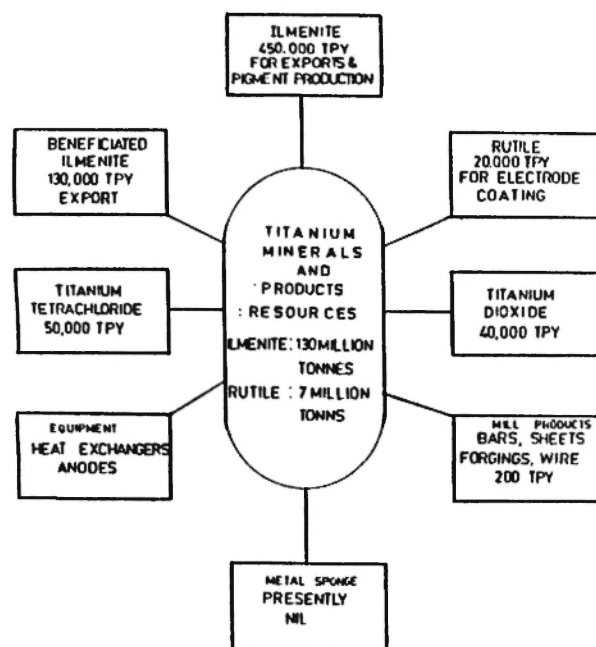 ILMENITE
450.000 TPY
FOR EXPORTS &
PIGMENT PRODUCTION
BENEFICIATED
ILMENITE
130,000 TPY
EXPORT
RUTILE
20.000 TPY
FOR ELECTRODE
COATING
TITANIUM
MINERALS
AND
PRODUCTS
: RESOURCES
ILMENITE : 130 MILLION
TONNES
RUTILE : 7 MILLION
TONNS
TITANIUM
TETRACHLORIDE
50,000 TPY
TITANIUM
DIOXIDE
40,000 TPY
EQUIPMENT
HEAT EXCHANGERS
ANODES
MILL PRODUCTS
BARS, SHEETS
FORGINGS, WIRE
200 TPY
METAL SPONGE
PRESENTLY
NIL